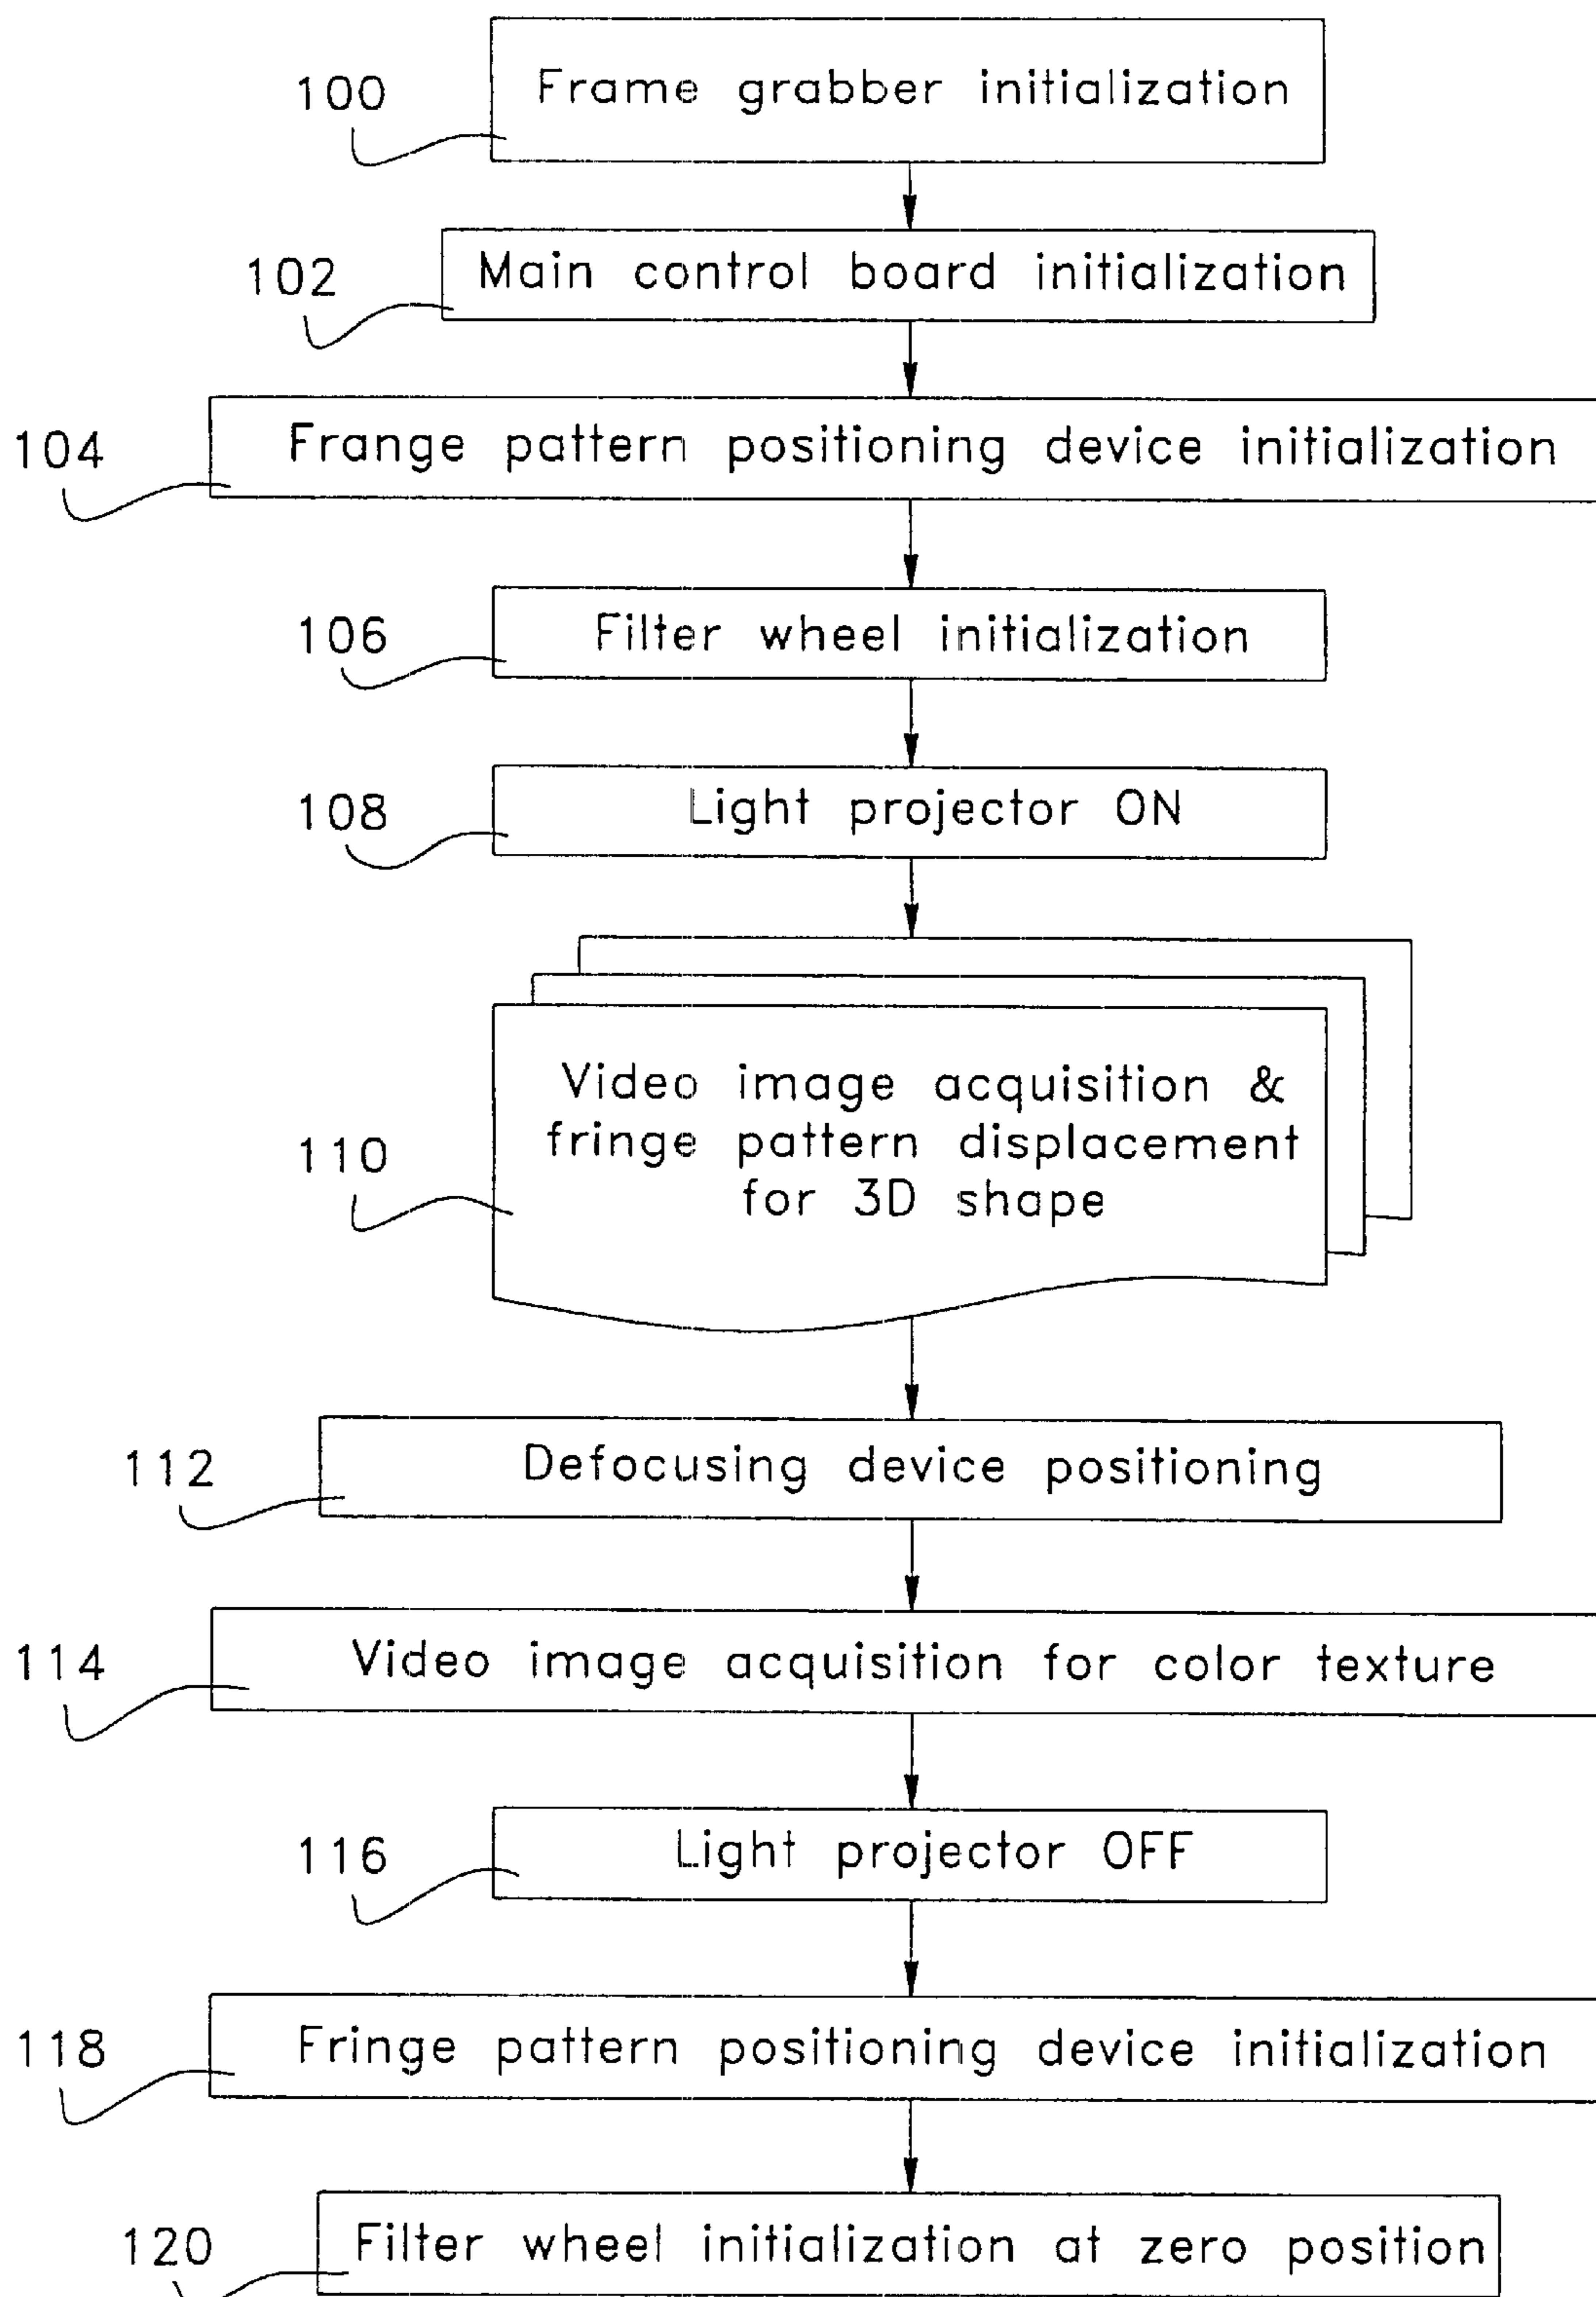 100
Frame grabber initialization
102
Main control board initialization
104
Frange pattern positioning device initialization
106
Filter wheel initialization
108
Light projector ON
110
Video image acquisition &
fringe pattern displacement
for 3D shape
112
Defocusing device positioning
114
Video image acquisition for color texture
116
Light projector OFF
118
Fringe pattern positioning device initialization
120
Filter wheel initialization at zero position